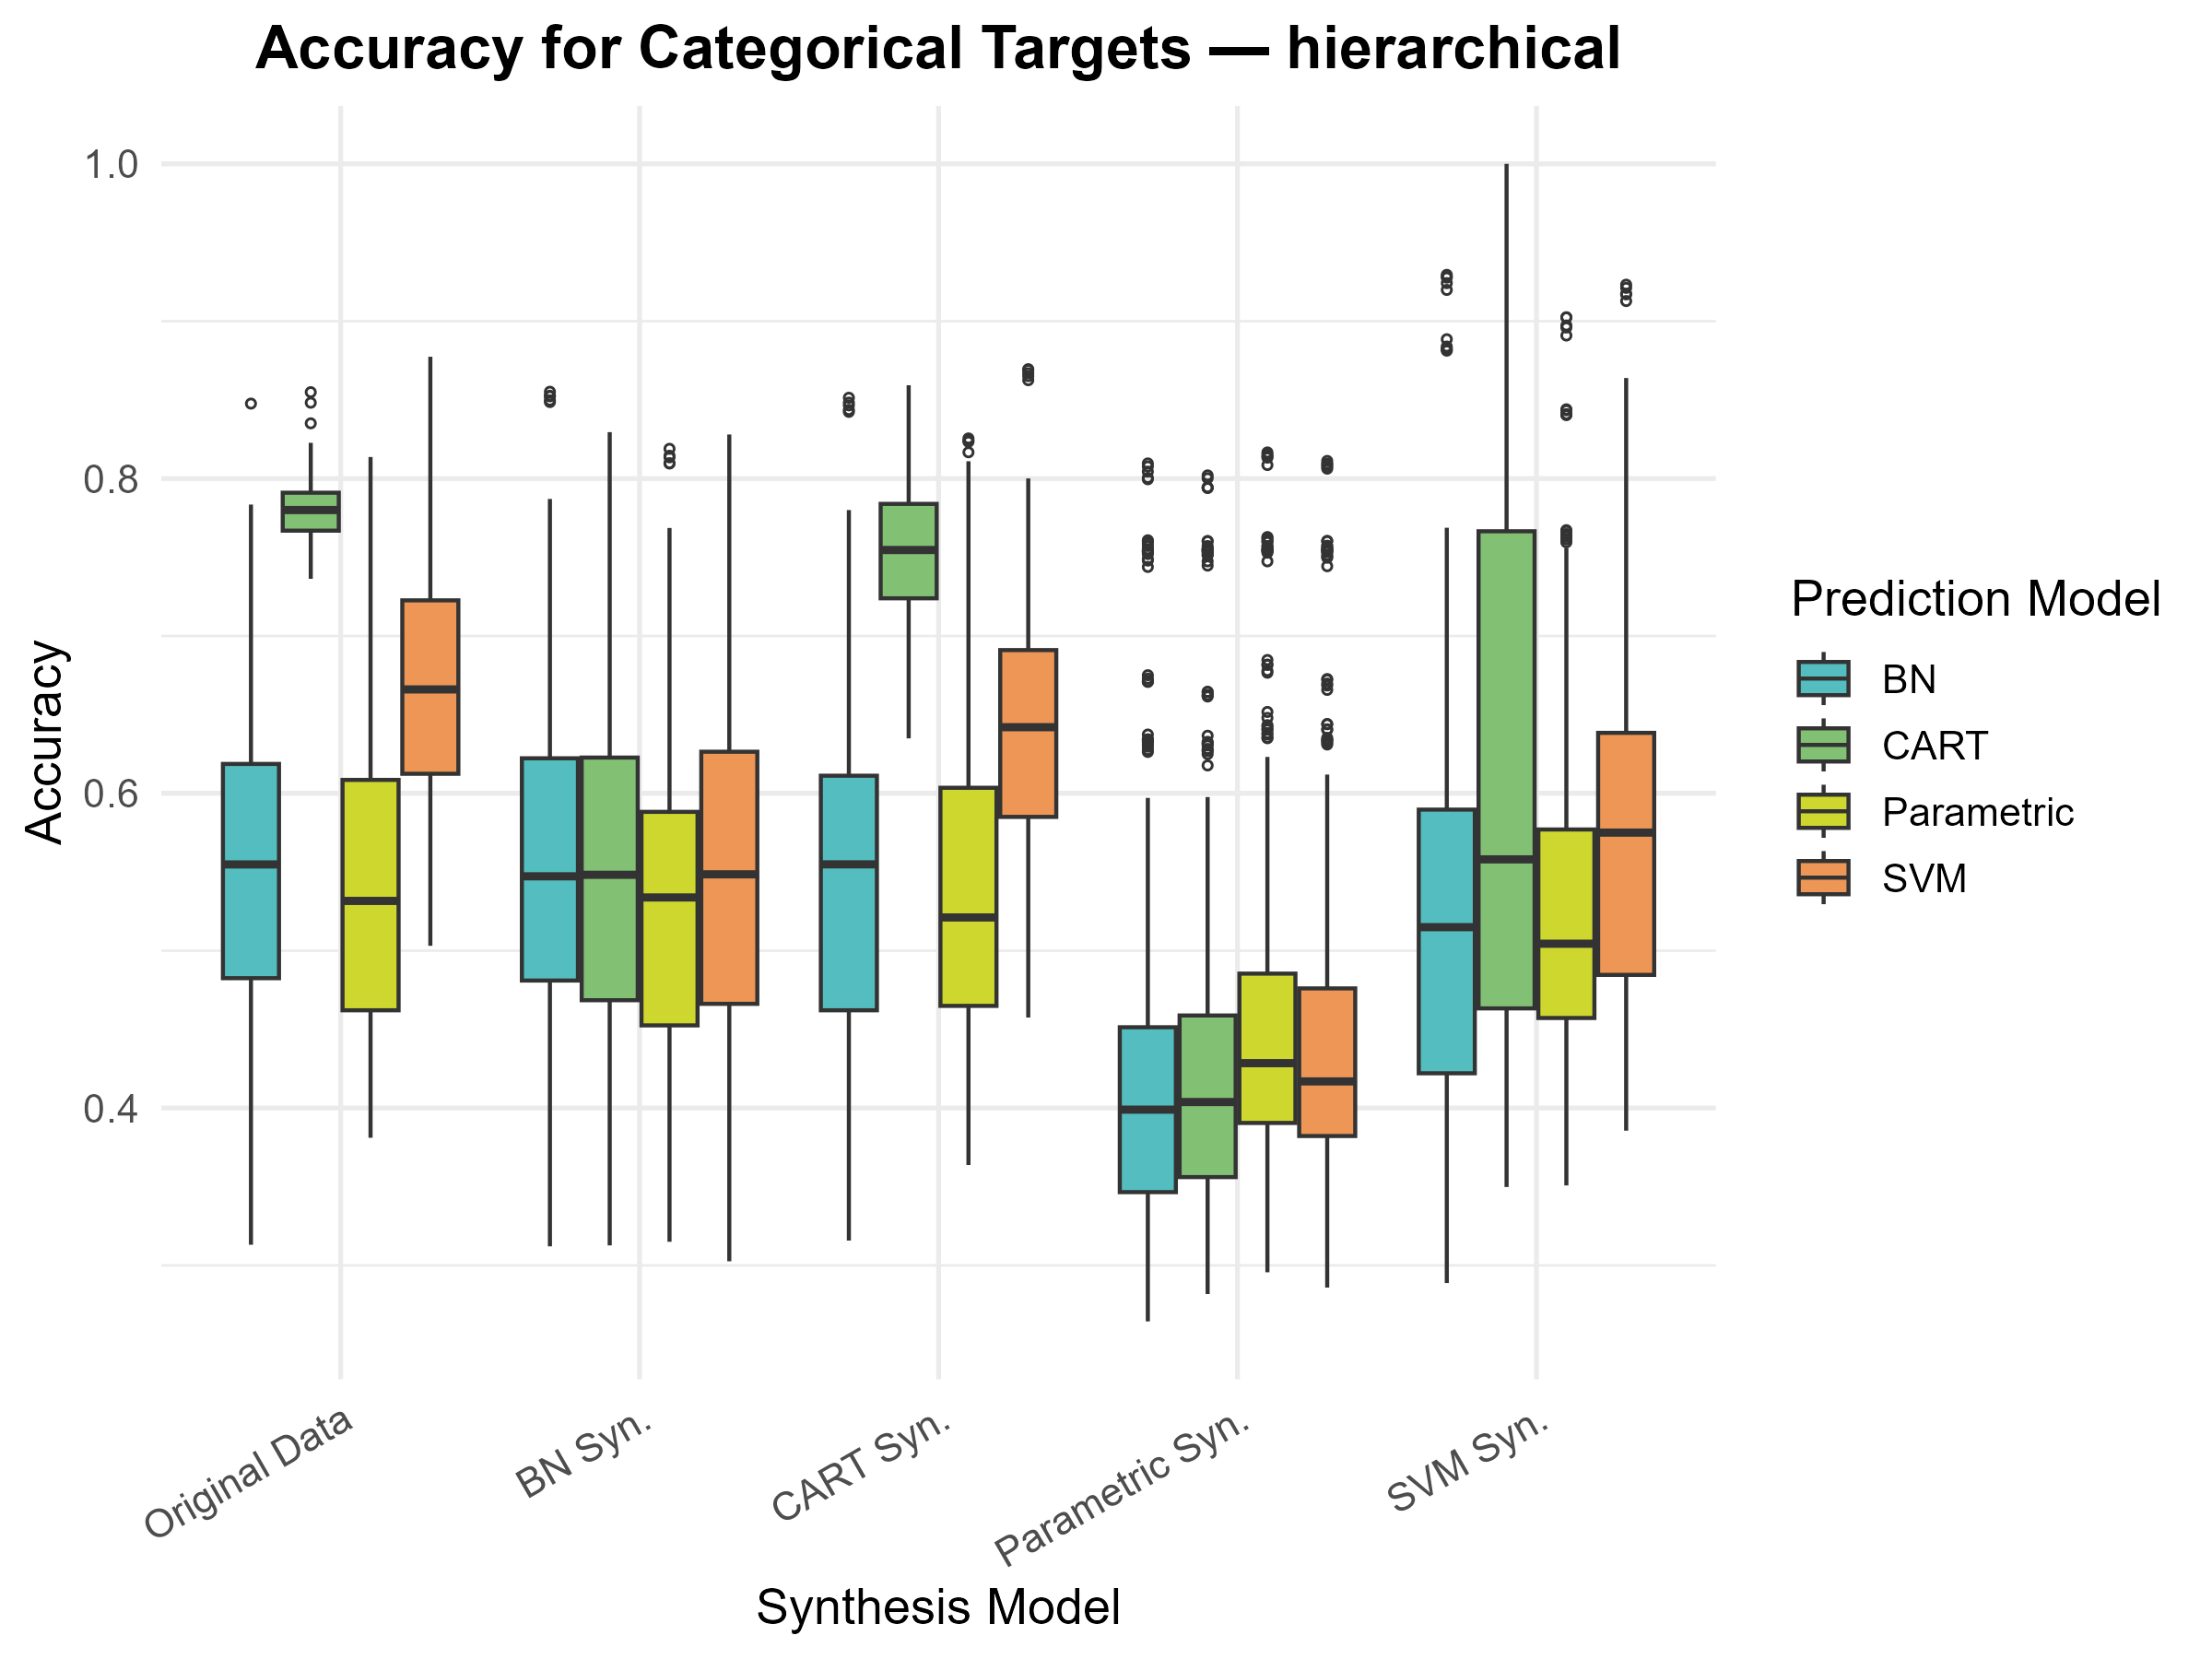 Accuracy for Categorical Targets — hierarchical
1.0
0.8
0.6
0.4
Accuracy
Original Data
BN Syn.
CART Syn.
Parametric Syn.
SVM Syn.
Synthesis Model
Prediction Model
BN
CART
Parametric
SVM